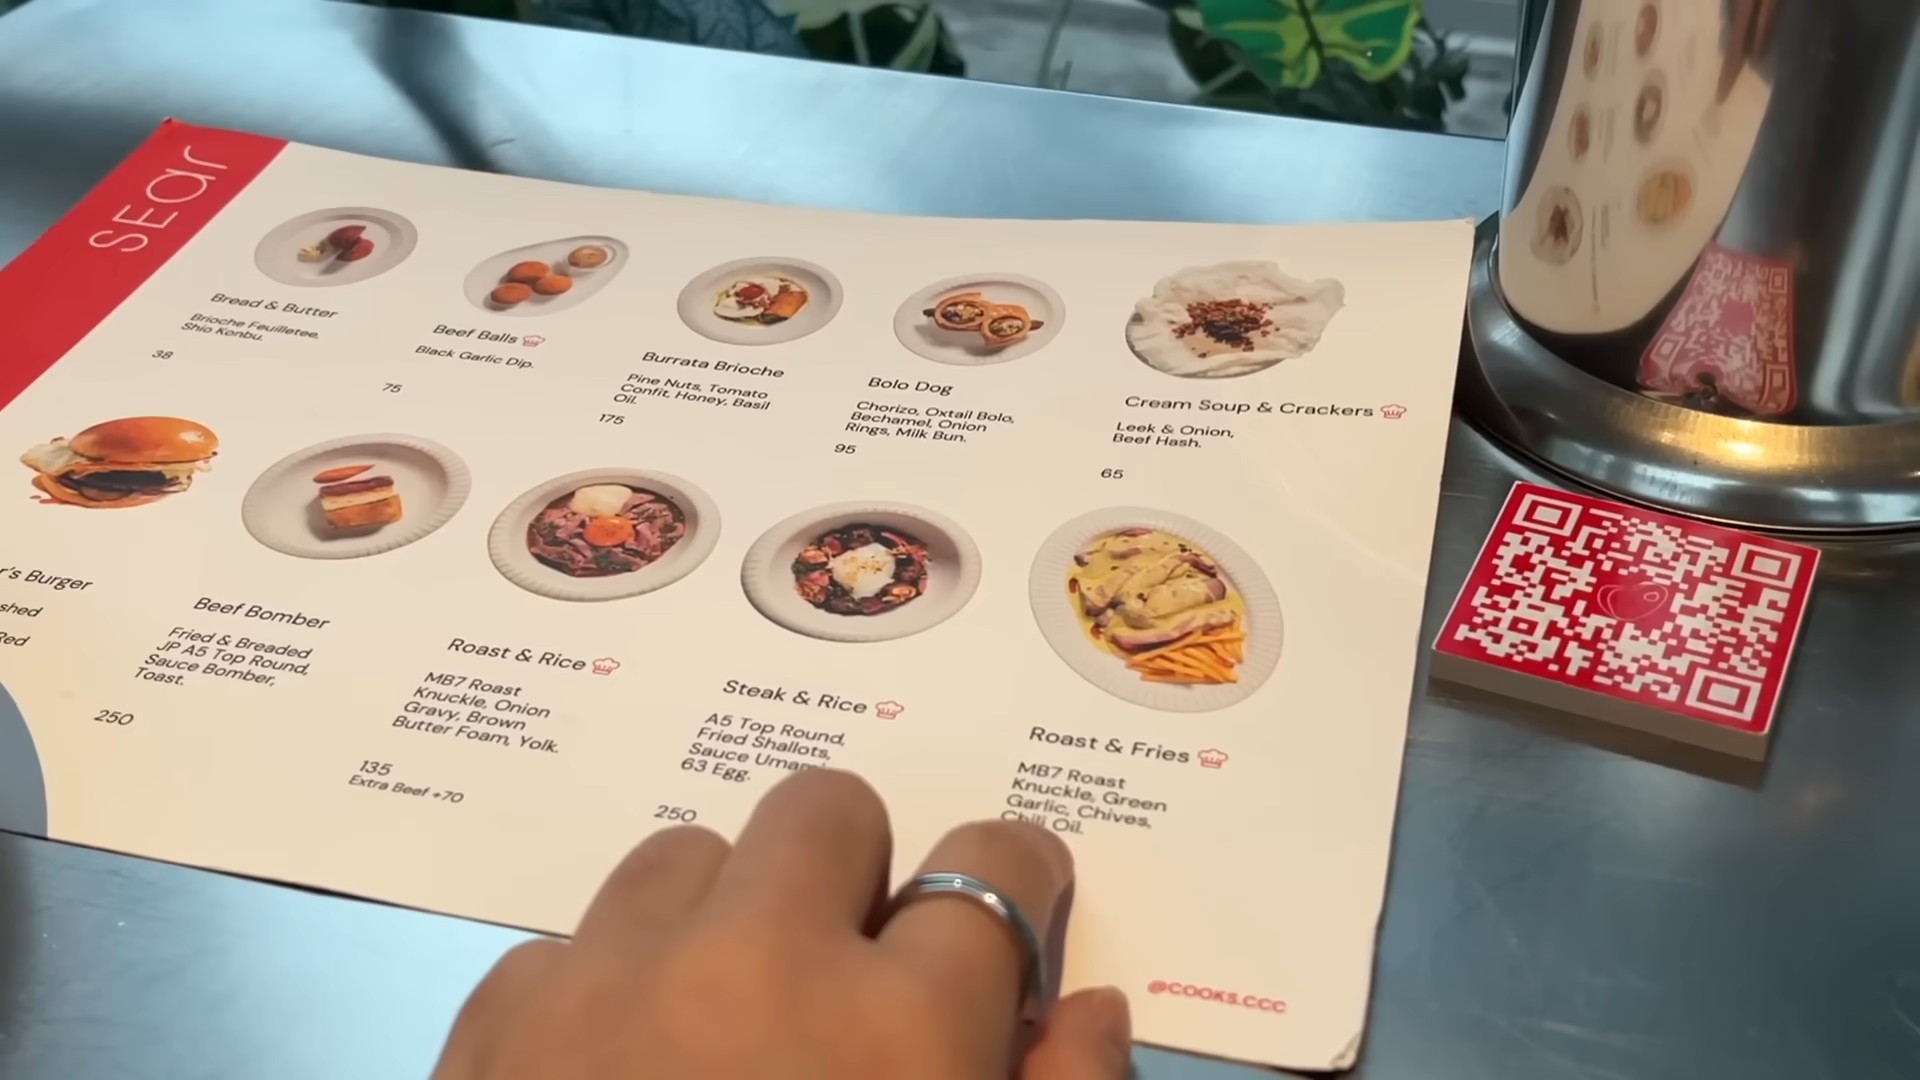 SEar
Bread & Butter
Brioche Feuilletee,
Shio Konbu.
38
Beef Balls
Black Garlic Dip.
75
Burrata Brioche
Pine Nuts, Tomato
Confit, Honey, Basil
Oil.
175
Bolo Dog
Chorizo, Oxtail Bolo,
Bechamel, Onion
Rings, Milk Bun.
95
Cream Soup & Crackers
Leek & Onion,
Beef Hash.
65
r's Burger
shed
Red
Beef Bomber
Fried & Breaded
JP A5 Top Round,
Sauce Bomber,
Toast.
250
Roast & Rice
MB7 Roast
Knuckle, Onion
Gravy, Brown
Butter Foam, Yolk.
135
Extra Beef +70
Steak & Rice
A5 Top Round,
Fried Shallots,
Sauce Umami
63 Egg.
250
Roast & Fries
MB7 Roast
Knuckle, Green
Garlic, Chives,
Chili Oil.
@COOKS.CCC